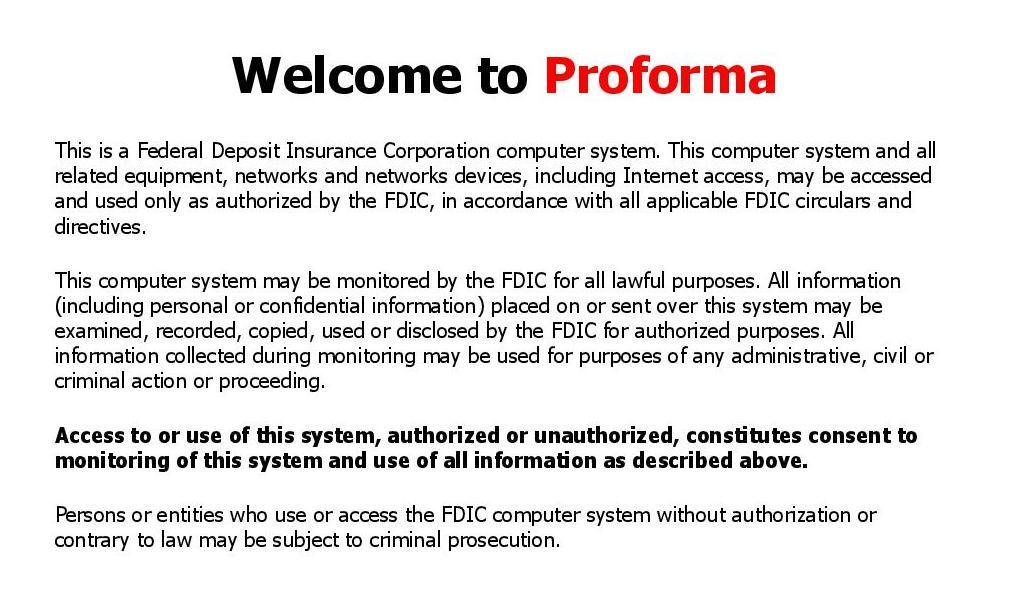 Welcome to Proforma
This is a Federal Deposit Insurance Corporation computer system. This computer system and all
related equipment, networks and networks devices, including Internet access, may be accessed
and used only as authorized by the FDIC, in accordance with all applicable FDIC circulars and
directives.
This computer system may be monitored by the FDIC for all lawful purposes. All information
(including personal or confidential information) placed on or sent over this system may be
examined, recorded, copied, used or disclosed by the FDIC for authorized purposes. All
information collected during monitoring may be used for purposes of any administrative, civil or
criminal action or proceeding.
Access to or use of this system, authorized or unauthorized, constitutes consent to
monitoring of this system and use of all information as described above.
Persons or entities who use or access the FDIC computer system without authorization or
contrary to law may be subject to criminal prosecution.